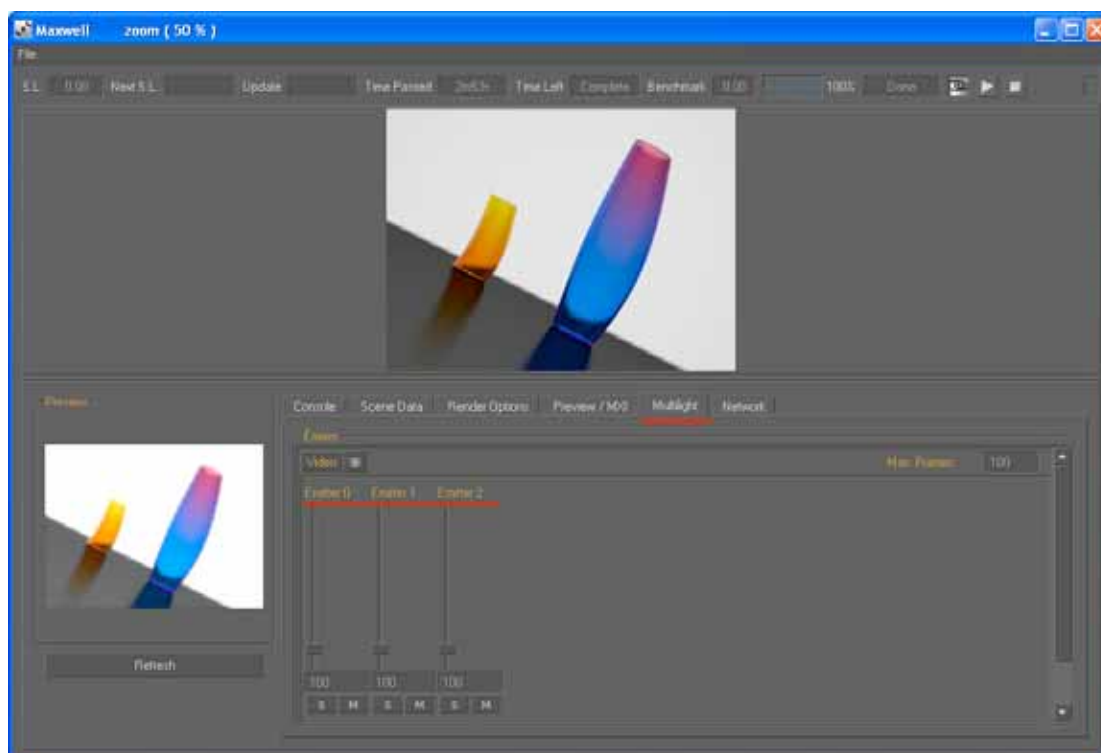 Maxwell zoom ( 50 % )
File
S.L. 0.00 Next S.L. Update Time Passed Time Left Complete Benchmark 0.00 100% Done
Preview
Console Scene Data Render Options Preview / MXI Multilight Network
Video Max. Frames: 100
Emitter 0 Emitter 1 Emitter 2
Refresh
100 100 100
S M S M S M